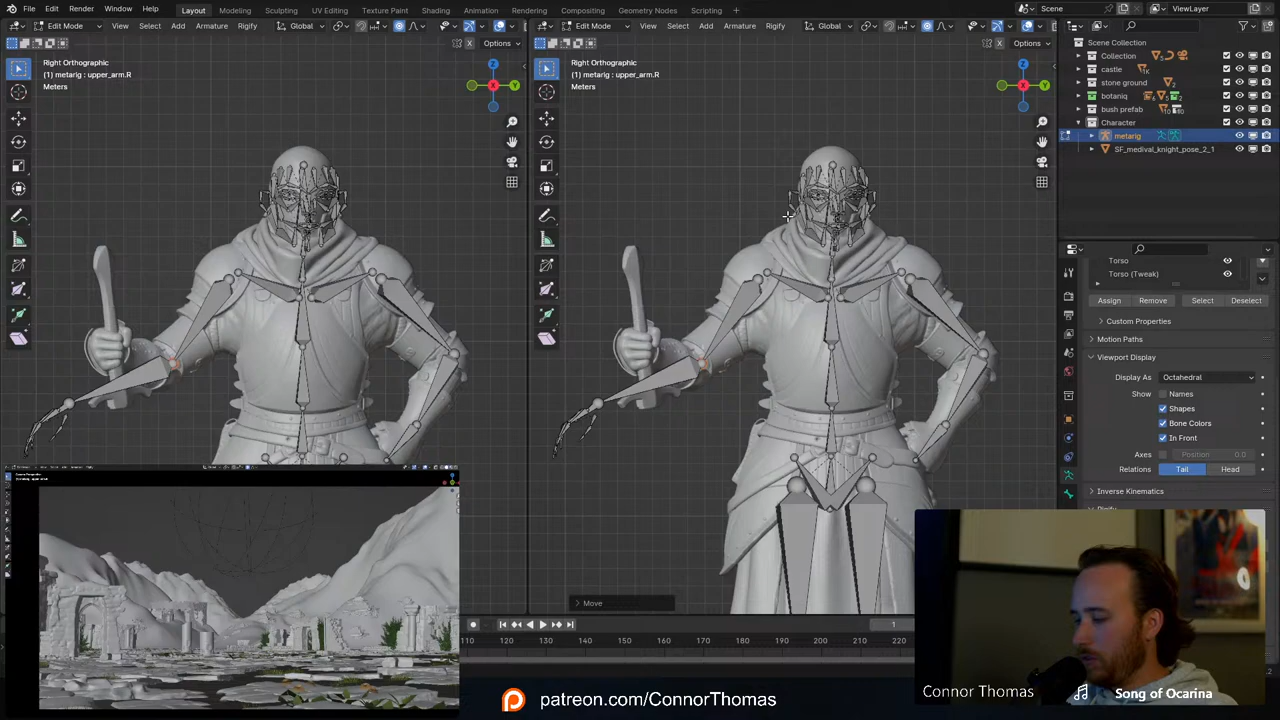 File Edit Render Window Help
Layout Modeling Sculpting UV Editing Texture Paint Shading Animation Rendering Compositing Geometry Nodes Scripting
Scene
ViewLayer
Edit Mode View Select Add Armature Rigify Global
Edit Mode View Select Add Armature Rigify Global
X Options
X Options
Right Orthographic
(1) metarig : upper_arm.R
Meters
Right Orthographic
(1) metarig : upper_arm.R
Meters
Z
X
Y
Z
X
Y
Scene Collection
Collection
castle
stone ground
botaniq
bush prefab
Character
metarig
SF_medival_knight_pose_2_1
Torso
Torso (Tweak)
Assign Remove Select Deselect
Custom Properties
Motion Paths
Viewport Display
Display As Octahedral
Show Names
Shapes
Bone Colors
In Front
Axes Position 0.0
Relations Tail Head
Inverse Kinematics
Move
1
140 150 160 170 180 190 200 210 220
patreon.com/ConnorThomas
Connor Thomas
Song of Ocarina